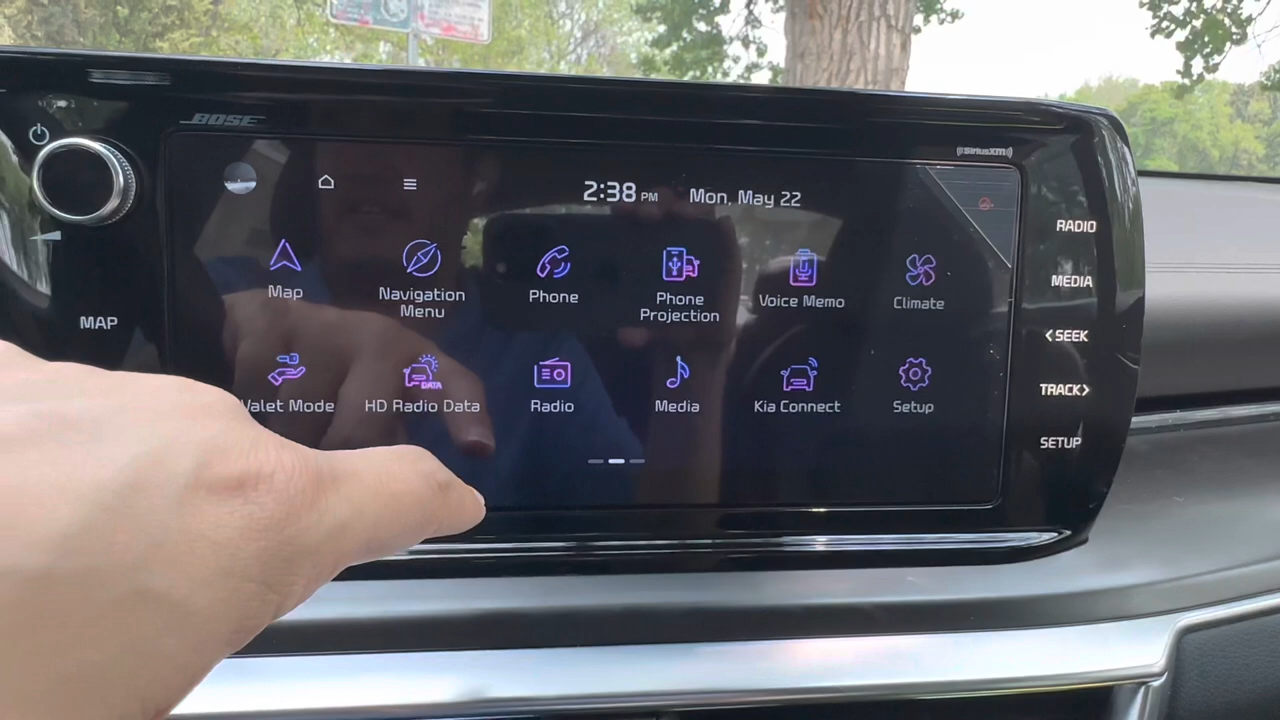 BOSE
((SiriusXM))
2:38 PM Mon, May 22
RADIO
Map
Navigation
Menu
Phone
Phone
Projection
Voice Memo
Climate
MEDIA
MAP
<SEEK
Valet Mode
DATA
HD Radio Data
Radio
Media
Kia Connect
Setup
TRACK>
SETUP